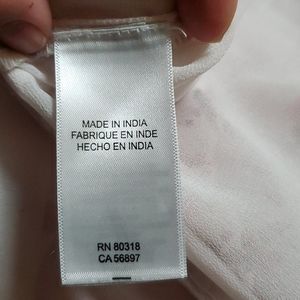 MADE IN INDIA
FABRIQUE EN INDE
HECHO EN INDIA
RN 80318
CA 56897